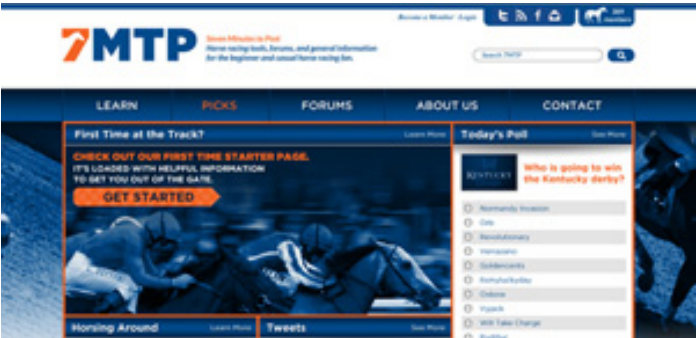 Become a Member Login
7MTP
Seven Minutes to Post
Horse racing tools, forums, and general information
for the beginner and casual horse racing fan.
Search 7MTP
LEARN PICKS FORUMS ABOUT US CONTACT
First Time at the Track? Learn More
CHECK OUT OUR FIRST TIME STARTER PAGE.
IT'S LOADED WITH HELPFUL INFORMATION
TO GET YOU OUT OF THE GATE.
GET STARTED
Horsing Around Learn More
Tweets See More
Today's Poll See More
KENTUCKY
Who is going to win
the Kentucky derby?
Normandy Invasion
Orb
Revolutionary
Verrazano
Goldencents
Itsmyluckyday
Oxbow
Vyjack
Will Take Charge